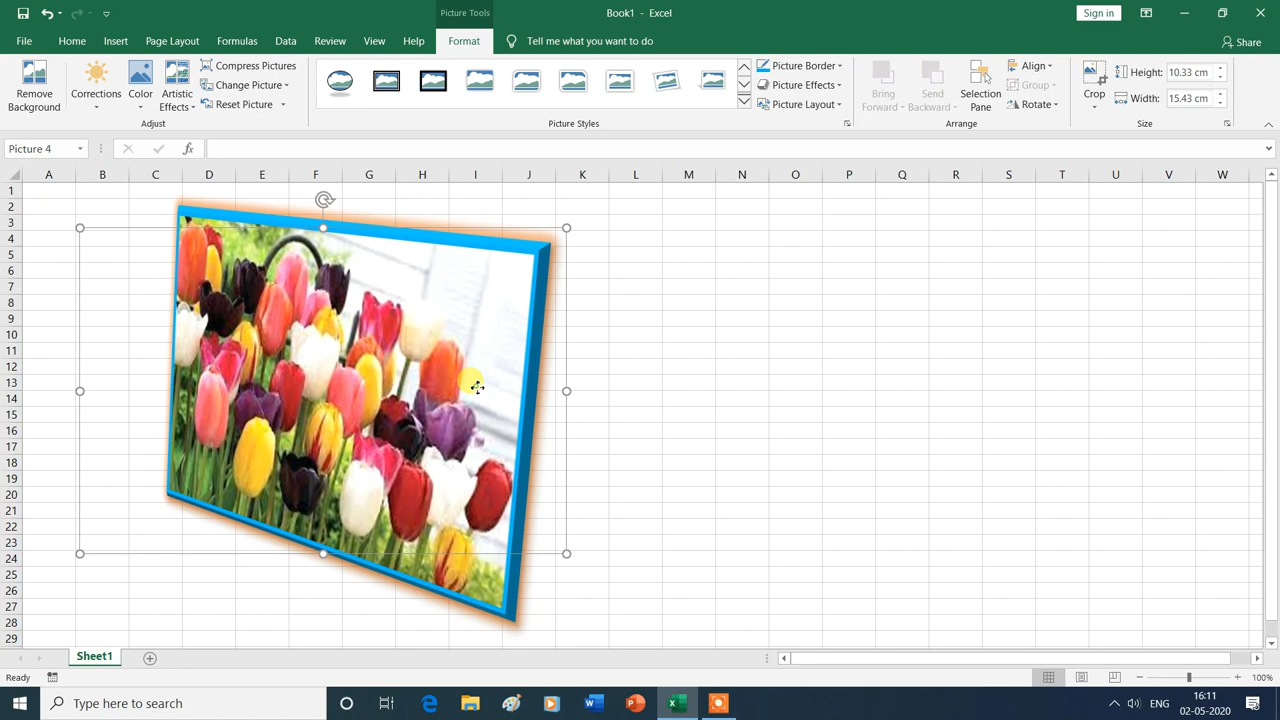 Picture Tools
Book1 - Excel
Sign in
File Home Insert Page Layout Formulas Data Review View Help Format Tell me what you want to do Share
Remove Background
Corrections
Color
Artistic Effects
Compress Pictures
Change Picture
Reset Picture
Adjust
Picture Styles
Picture Border
Picture Effects
Picture Layout
Bring Forward
Send Backward
Selection Pane
Align
Group
Rotate
Arrange
Crop
Height: 10.33 cm
Width: 15.43 cm
Size
Picture 4
fx
A B C D E F G H I J K L M N O P Q R S T U V W
1
2
3
4
5
6
7
8
9
10
11
12
13
14
15
16
17
18
19
20
21
22
23
24
25
26
27
28
29
Sheet1
Ready
100%
Type here to search
ENG
16:11
02-05-2020